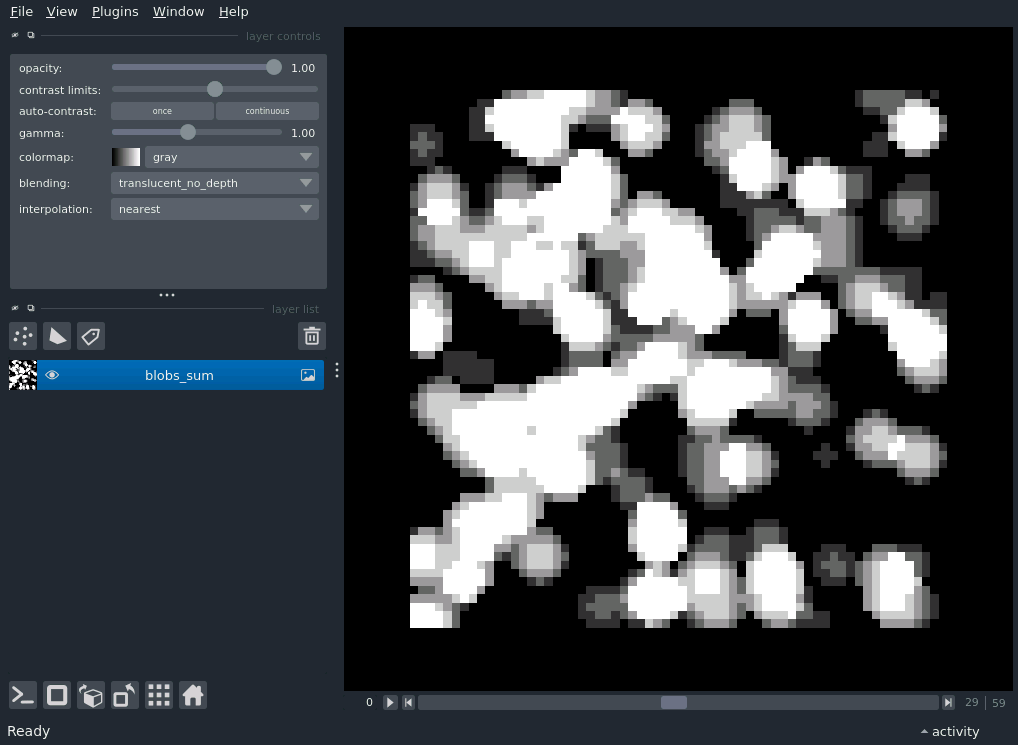 File View Plugins Window Help
layer controls
opacity: 1.00
contrast limits:
auto-contrast: once continuous
gamma: 1.00
colormap: gray
blending: translucent_no_depth
interpolation: nearest
layer list
blobs_sum
0 29 59
Ready activity